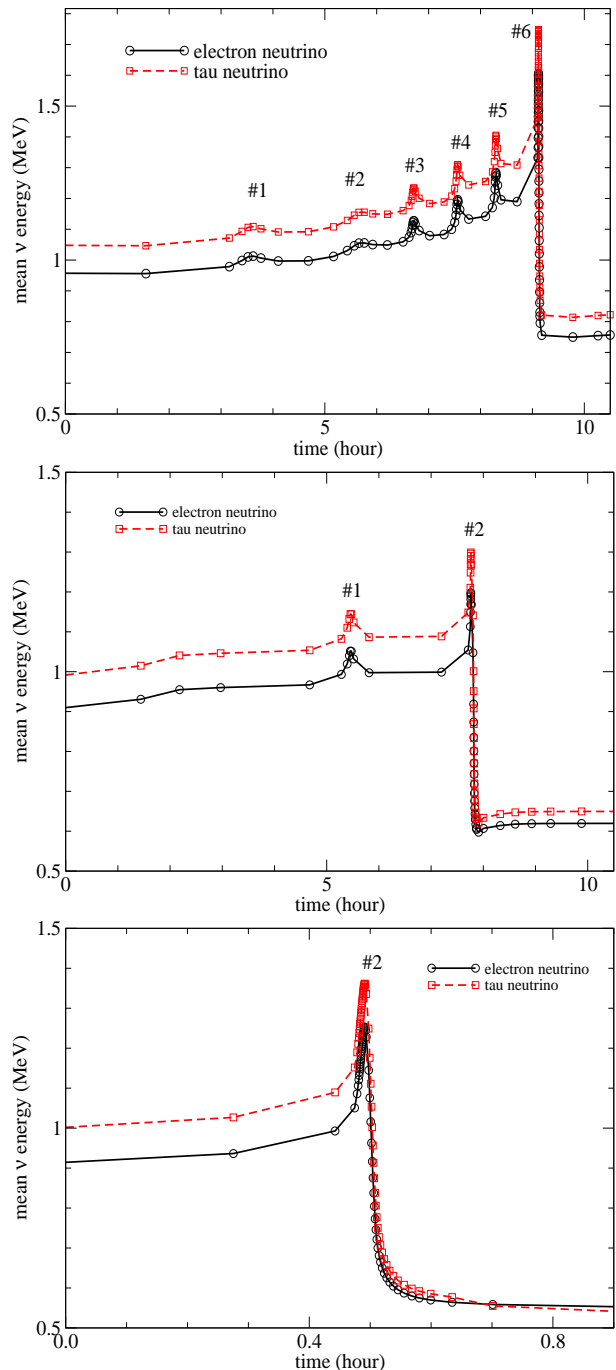 #6
electron neutrino
tau neutrino
1.5
#5
#4
#3
#1
#2
mean ν energy (MeV)
1
0.5
0
5
10
time (hour)
1.5
electron neutrino
tau neutrino
#2
#1
mean ν energy (MeV)
1
0.5
0
5
10
time (hour)
1.5
#2
electron neutrino
tau neutrino
mean ν energy (MeV)
1
0.5
0.0
0.4
0.8
time (hour)